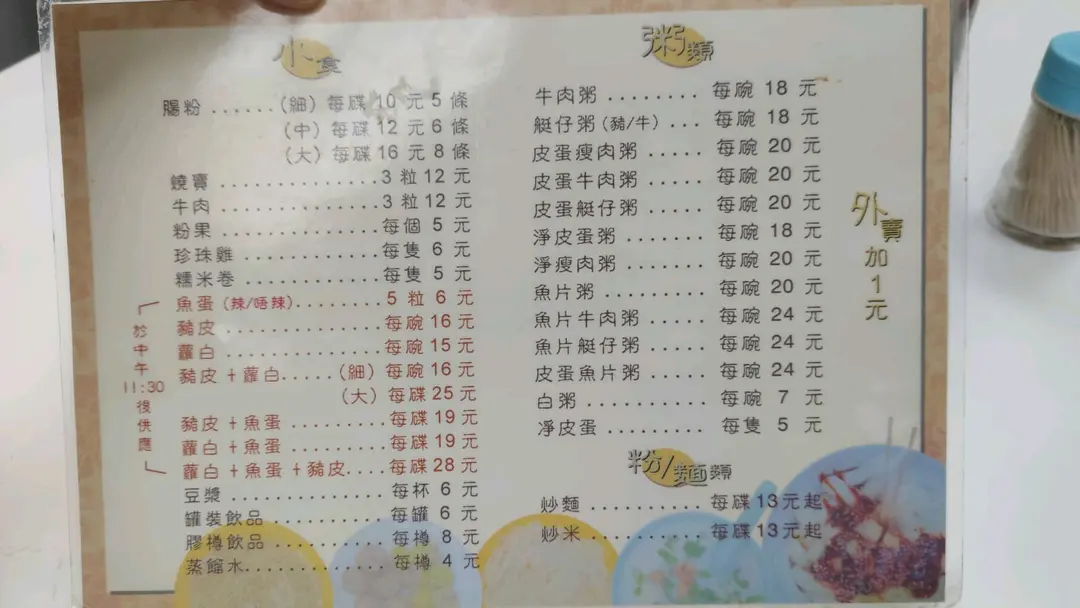 小食
腸粉 ...... (細) 每碟 10 元 5 條
(中) 每碟 12 元 6 條
(大) 每碟 16 元 8 條
燒賣 ............... 3 粒 12 元
牛肉 ............... 3 粒 12 元
粉果 ............... 每個 5 元
珍珠雞 ............. 每隻 6 元
糯米卷 ............. 每隻 5 元
於中午11:30後供應
魚蛋 (辣/唔辣) ........ 5 粒 6 元
豬皮 ............... 每碗 16 元
蘿白 ............... 每碗 15 元
豬皮+蘿白 ..... (細) 每碗 16 元
(大) 每碟 25 元
豬皮+魚蛋 .......... 每碟 19 元
蘿白+魚蛋 .......... 每碟 19 元
蘿白+魚蛋+豬皮 .... 每碟 28 元
豆漿 ............... 每杯 6 元
罐裝飲品 ........... 每罐 6 元
膠樽飲品 ........... 每樽 8 元
蒸餾水 ............. 每樽 4 元
粥類
牛肉粥 ........ 每碗 18 元
艇仔粥 (豬/牛) ... 每碗 18 元
皮蛋瘦肉粥 ..... 每碗 20 元
皮蛋牛肉粥 ..... 每碗 20 元
皮蛋艇仔粥 ..... 每碗 20 元
淨皮蛋粥 ...... 每碗 18 元
淨瘦肉粥 ...... 每碗 20 元
魚片粥 ........ 每碗 20 元
魚片牛肉粥 ..... 每碗 24 元
魚片艇仔粥 ..... 每碗 24 元
皮蛋魚片粥 ..... 每碗 24 元
白粥 .......... 每碗 7 元
淨皮蛋 ........ 每隻 5 元
粉/麵類
炒麵 .......... 每碟 13元起
炒米 .......... 每碟 13元起
外賣加1元